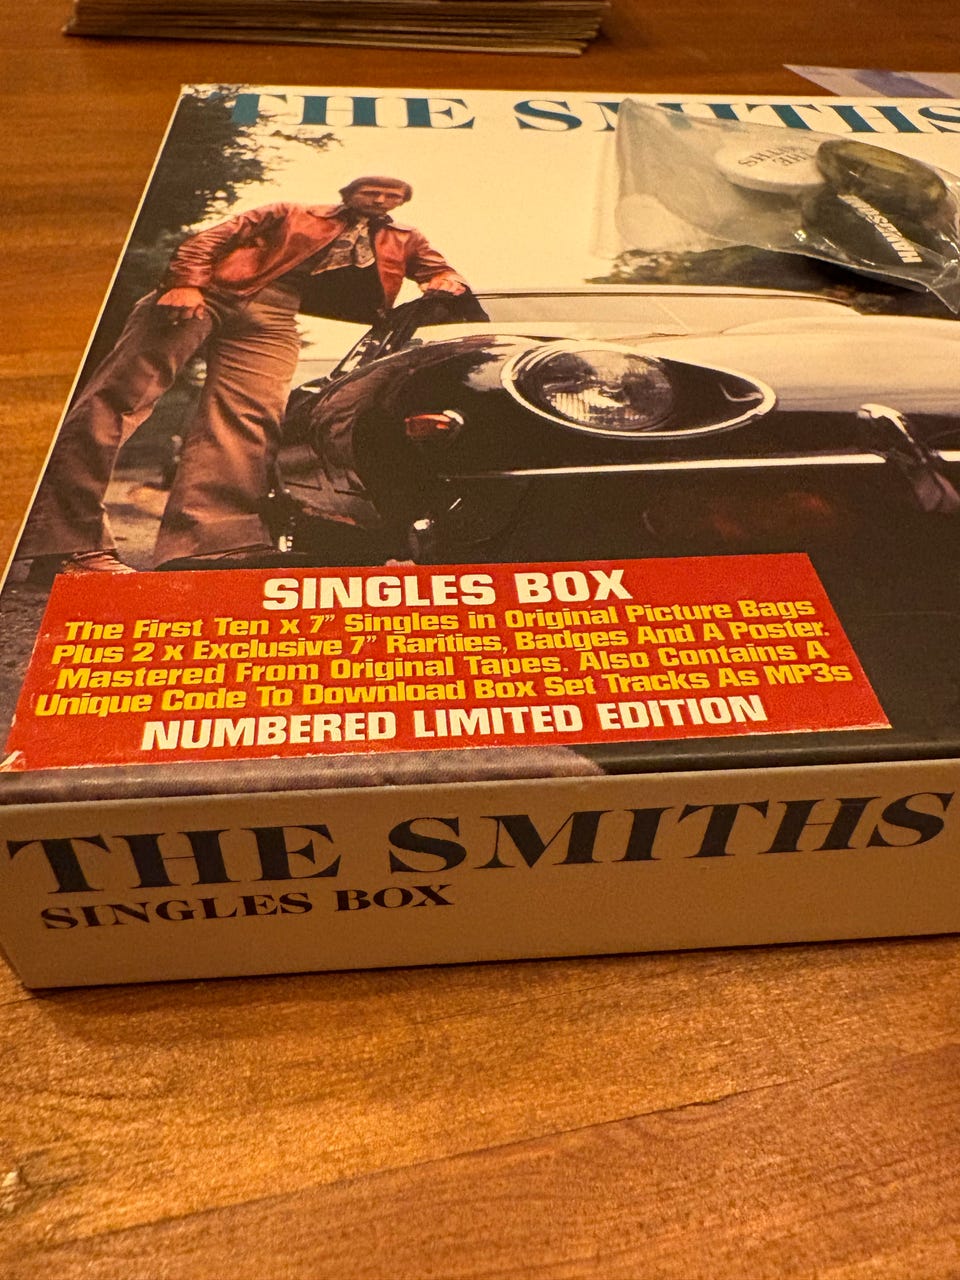 THE SMITHS
THE
SINGLES BOX
The First Ten x 7" Singles in Original Picture Bags
Plus 2 x Exclusive 7" Rarities, Badges And A Poster.
Mastered From Original Tapes. Also Contains A
Unique Code To Download Box Set Tracks As MP3s
NUMBERED LIMITED EDITION
THE SMITHS
SINGLES BOX